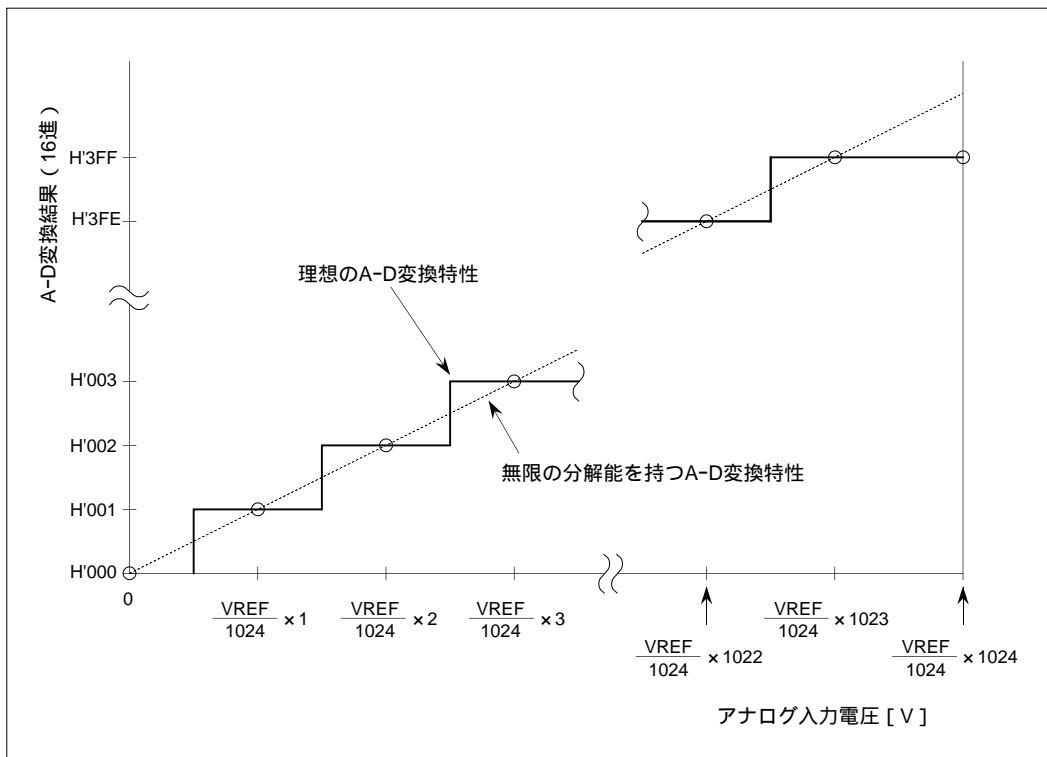 A-D変換結果（16進）
H'3FF
H'3FE
理想のA-D変換特性
H'003
H'002
無限の分解能を持つA-D変換特性
H'001
H'000
0
VREF
1024
×1
VREF
1024
×2
VREF
1024
×3
VREF
1024
×1022
VREF
1024
×1023
VREF
1024
×1024
アナログ入力電圧 [ V ]